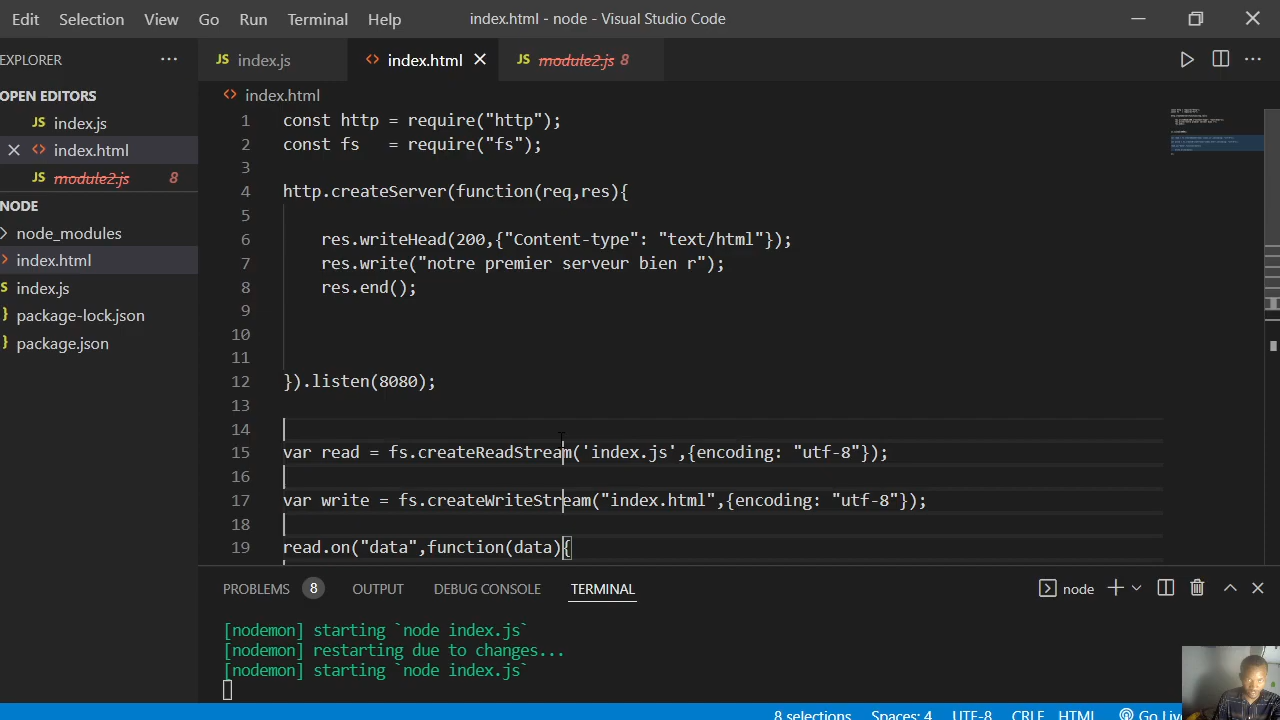 Edit Selection View Go Run Terminal Help index.html - node - Visual Studio Code
EXPLORER
OPEN EDITORS
JS index.js
index.html
JS module2.js 8
NODE
node_modules
index.html
index.js
package-lock.json
package.json
JS index.js index.html JS module2.js 8
index.html
1 const http = require("http");
2 const fs   = require("fs");
3
4 http.createServer(function(req,res){
5
6     res.writeHead(200,{"Content-type": "text/html"});
7     res.write("notre premier serveur bien r");
8     res.end();
9
10
11
12 }).listen(8080);
13
14
15 var read = fs.createReadStream('index.js',{encoding: "utf-8"});
16
17 var write = fs.createWriteStream("index.html",{encoding: "utf-8"});
18
19 read.on("data",function(data){
PROBLEMS 8 OUTPUT DEBUG CONSOLE TERMINAL node
[nodemon] starting `node index.js`
[nodemon] restarting due to changes...
[nodemon] starting `node index.js`
8 selections Spaces: 4 UTF-8 CRLF HTML Go Live